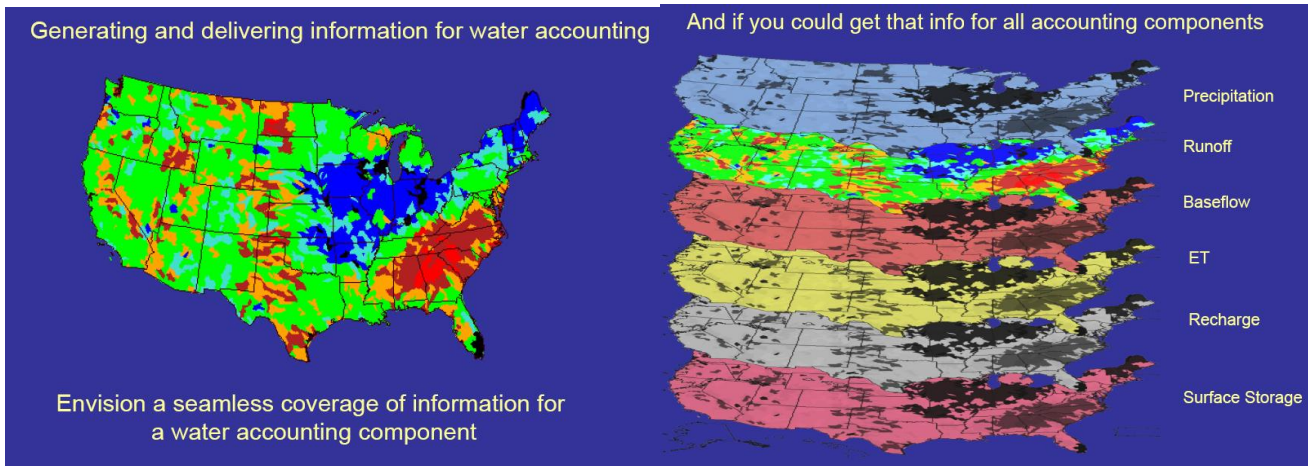 Generating and delivering information for water accounting
Envision a seamless coverage of information for
a water accounting component
And if you could get that info for all accounting components
Precipitation
Runoff
Baseflow
ET
Recharge
Surface Storage